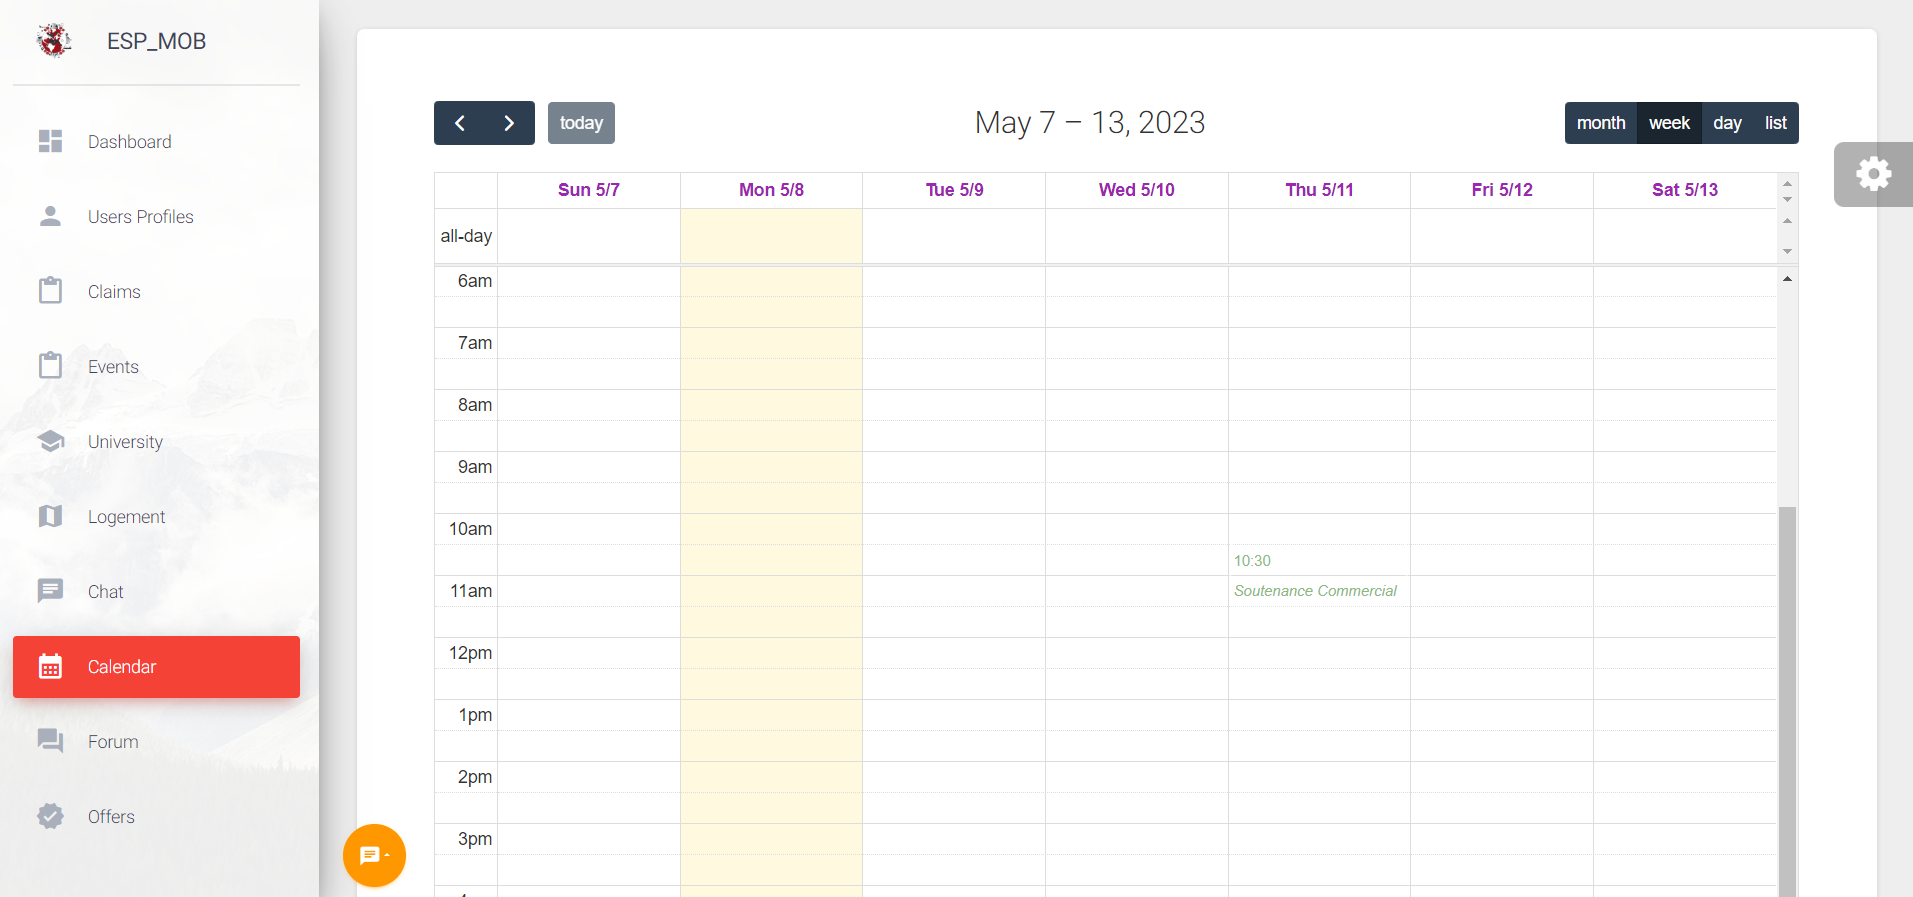 ESP_MOB
Dashboard
Users Profiles
Claims
Events
University
Logement
Chat
Calendar
Forum
Offers
today
May 7 – 13, 2023
month week day list
Sun 5/7 Mon 5/8 Tue 5/9 Wed 5/10 Thu 5/11 Fri 5/12 Sat 5/13
all-day
6am
7am
8am
9am
10am
10:30
11am Soutenance Commercial
12pm
1pm
2pm
3pm